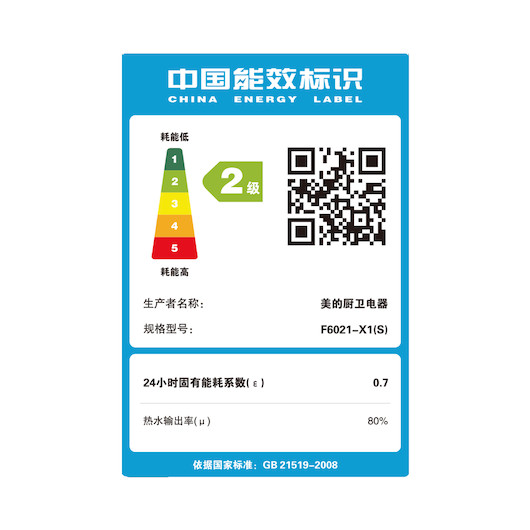 中国能效标识
CHINA ENERGY LABEL
耗能低
1
2
3
4
5
耗能高
2级
生产者名称: 美的厨卫电器
规格型号: F6021-X1(S)
24小时固有能耗系数(ε) 0.7
热水输出率(μ) 80%
依据国家标准: GB 21519-2008